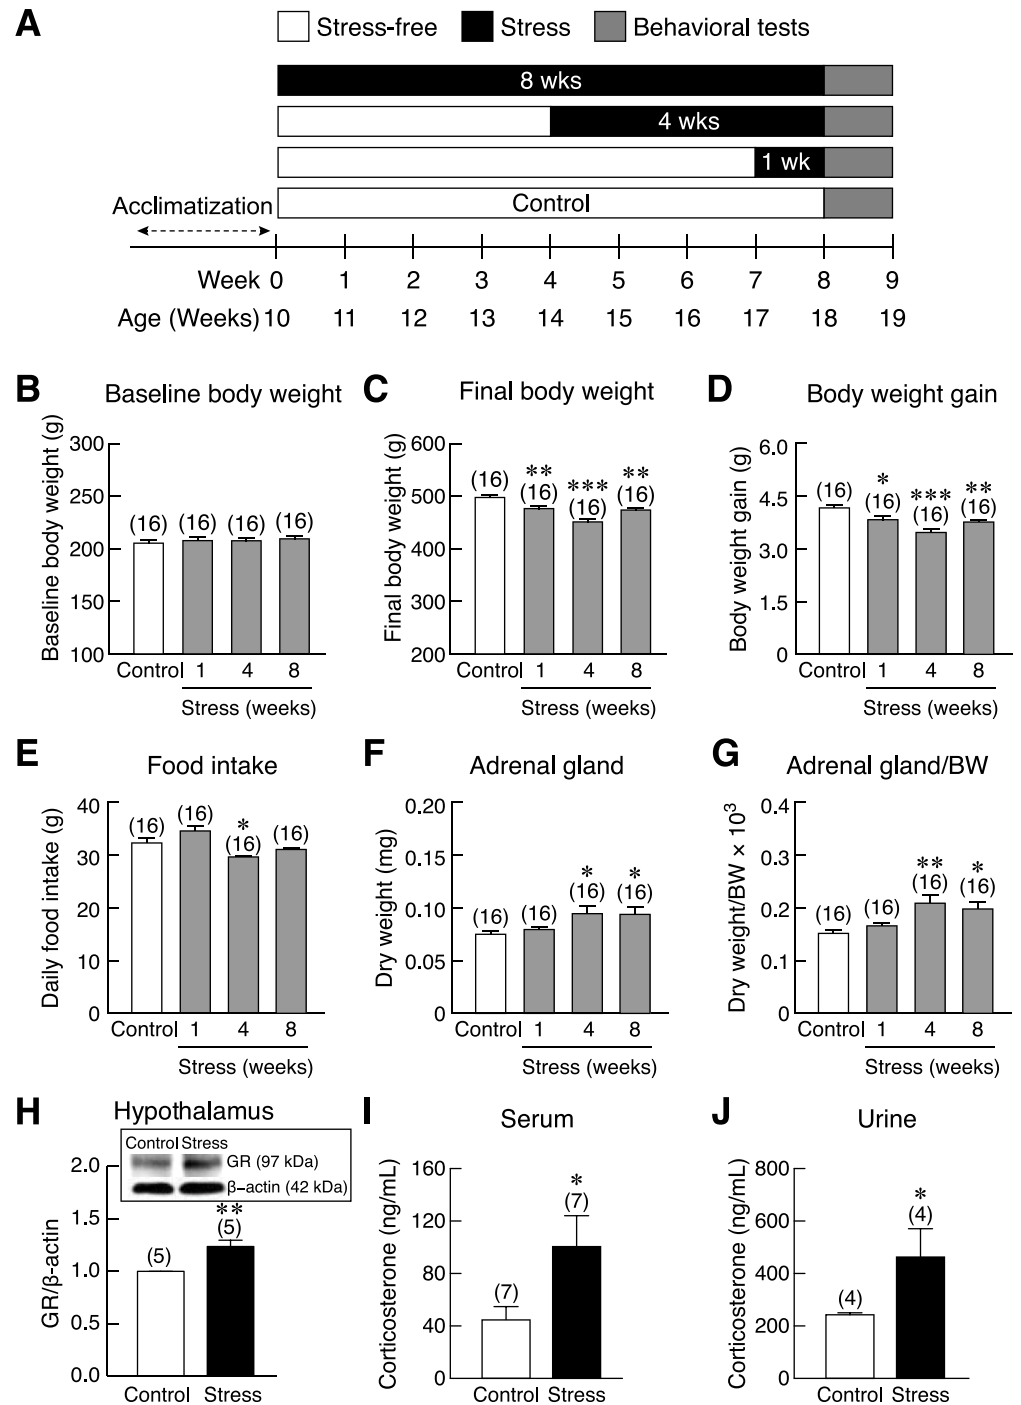 A
Stress-free Stress Behavioral tests
8 wks
4 wks
1 wk
Control
Acclimatization
Week 0 1 2 3 4 5 6 7 8 9
Age (Weeks) 10 11 12 13 14 15 16 17 18 19
B Baseline body weight
Baseline body weight (g)
300
250
200
150
100
(16) (16) (16) (16)
Control 1 4 8
Stress (weeks)
C Final body weight
Final body weight (g)
600
500
400
300
200
** *** **
(16) (16) (16) (16)
Control 1 4 8
Stress (weeks)
D Body weight gain
Body weight gain (g)
6.0
4.5
3.0
1.5
0
* *** **
(16) (16) (16) (16)
Control 1 4 8
Stress (weeks)
E Food intake
Daily food intake (g)
40
30
20
10
0
*
(16) (16) (16) (16)
Control 1 4 8
Stress (weeks)
F Adrenal gland
Dry weight (mg)
0.20
0.15
0.10
0.05
0
* *
(16) (16) (16) (16)
Control 1 4 8
Stress (weeks)
G Adrenal gland/BW
Dry weight/BW × 10³
0.4
0.3
0.2
0.1
0
** *
(16) (16) (16) (16)
Control 1 4 8
Stress (weeks)
H Hypothalamus
Control Stress
GR (97 kDa)
β–actin (42 kDa)
GR/β-actin
2.0
1.5
1.0
0.5
0.0
**
(5) (5)
Control Stress
I Serum
Corticosterone (ng/mL)
160
120
80
40
0
*
(7) (7)
Control Stress
J Urine
Corticosterone (ng/mL)
800
600
400
200
0
*
(4) (4)
Control Stress